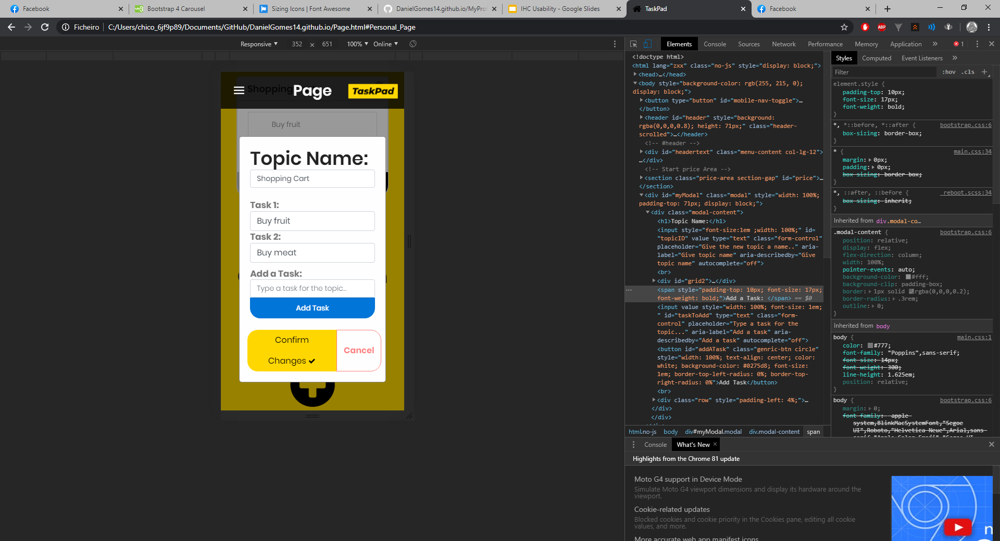 Facebook
Bootstrap 4 Carousel
Sizing Icons | Font Awesome
DanielGomes14.github.io/MyPro
IHC Usability - Google Slides
TaskPad
Facebook
Ficheiro
C:/Users/chico_6jf9p89/Documents/GitHub/DanielGomes14.github.io/Page.html#Personal_Page
Responsive 352 x 651 100% Online
Shopping
Page
TaskPad
Buy fruit
Topic Name:
Shopping Cart
Task 1:
Buy fruit
Task 2:
Buy meat
Add a Task:
Type a task for the topic...
Add Task
Confirm
Changes
Cancel
Elements Console Sources Network Performance Memory Application » 1
<!doctype html>
<html lang="zxx" class="no-js" style="display: block;">
<head>…</head>
<body style="background-color: rgb(255, 215, 0);
display: block;">
<button type="button" id="mobile-nav-toggle">…
</button>
<header id="header" style="background:
rgba(0,0,0,0.8); height: 71px;" class="header-
scrolled">…</header>
<!-- #header -->
<div id="headertext" class="menu-content col-lg-12">
…</div>
<!-- Start price Area -->
<section class="price-area section-gap" id="price">…
</section>
<div id="myModal" class="modal" style="width: 100%;
padding-top: 71px; display: block;">
<div class="modal-content">
<h1>Topic Name:</h1>
<input style="font-size:1em ;width: 100%;" id=
"topicID" value type="text" class="form-control"
placeholder="Give the new topic a name.." aria-
label="Give topic name" aria-describedby="Give
topic name" autocomplete="off">
<br>
<div id="grid2">…</div>
<span style="padding-top: 10px; font-size: 17px;
font-weight: bold;">Add a Task: </span> == $0
<input value style="width: 100%; font-size: 1em;
" id="taskToAdd" type="text" class="form-
control" placeholder="Type a task for the
topic..." aria-label="Add a task" aria-
describedby="Add a task" autocomplete="off">
<button id="addATask" class="genric-btn circle"
style="width: 100%; text-align: center; color:
white; background-color: #0275d8; font-size:
1em; border-top-left-radius: 0%; border-top-
right-radius: 0%">Add Task</button>
<br>
<div class="row" style="padding-left: 4%;">…
</div>
</div>
html.no-js body div#myModal.modal div.modal-content span
Styles Computed Event Listeners »
Filter :hov .cls +
element.style {
padding-top: 10px;
font-size: 17px;
font-weight: bold;
}
*, *::before, *::after { bootstrap.css:6
box-sizing: border-box;
}
* { main.css:34
margin: 0px;
padding: 0px;
box-sizing: border-box;
}
*, ::after, ::before { _reboot.scss:34
box-sizing: inherit;
}
Inherited from div.modal-co…
.modal-content { bootstrap.css:6
position: relative;
display: flex;
flex-direction: column;
width: 100%;
pointer-events: auto;
background-color: #fff;
background-clip: padding-box;
border: 1px solid rgba(0,0,0,0.2);
border-radius: .3rem;
outline: 0;
}
Inherited from body
body { main.css:1
color: #777;
font-family: "Poppins",sans-serif;
font-size: 14px;
font-weight: 300;
line-height: 1.625em;
position: relative;
}
body { bootstrap.css:6
margin: 0;
font-family: -apple-
system,BlinkMacSystemFont,"Segoe
UI",Roboto,"Helvetica Neue",Arial,sans-
Console What's New
Highlights from the Chrome 81 update
Moto G4 support in Device Mode
Simulate Moto G4 viewport dimensions and display its hardware around the
viewport.
Cookie-related updates
Blocked cookies and cookie priority in the Cookies pane, editing all cookie
values, and more.
More accurate web app manifest icons